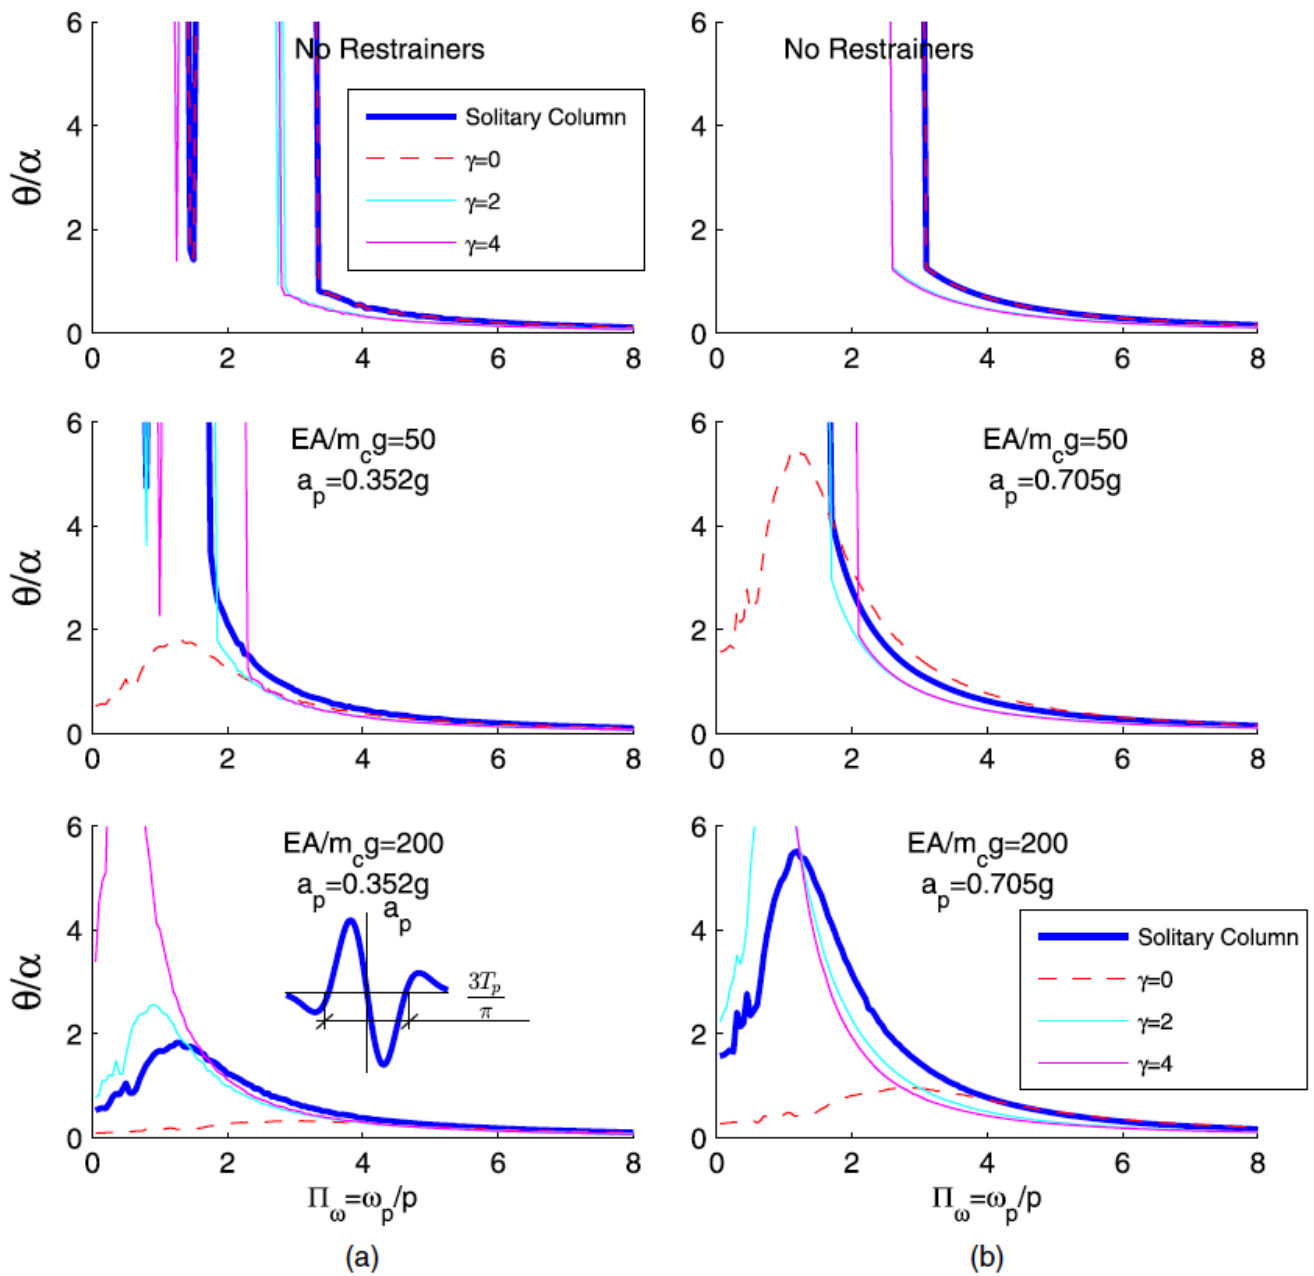 6
4
2
0
θ/α
No Restrainers
Solitary Column
γ=0
γ=2
γ=4
0 2 4 6 8
6
4
2
0
No Restrainers
0 2 4 6 8
6
4
2
0
θ/α
EA/m_cg=50
a_p=0.352g
0 2 4 6 8
6
4
2
0
EA/m_cg=50
a_p=0.705g
0 2 4 6 8
6
4
2
0
θ/α
EA/m_cg=200
a_p=0.352g
a_p
3T_p
π
0 2 4 6 8
Π_ω=ω_p/p
(a)
6
4
2
0
EA/m_cg=200
a_p=0.705g
Solitary Column
γ=0
γ=2
γ=4
0 2 4 6 8
Π_ω=ω_p/p
(b)